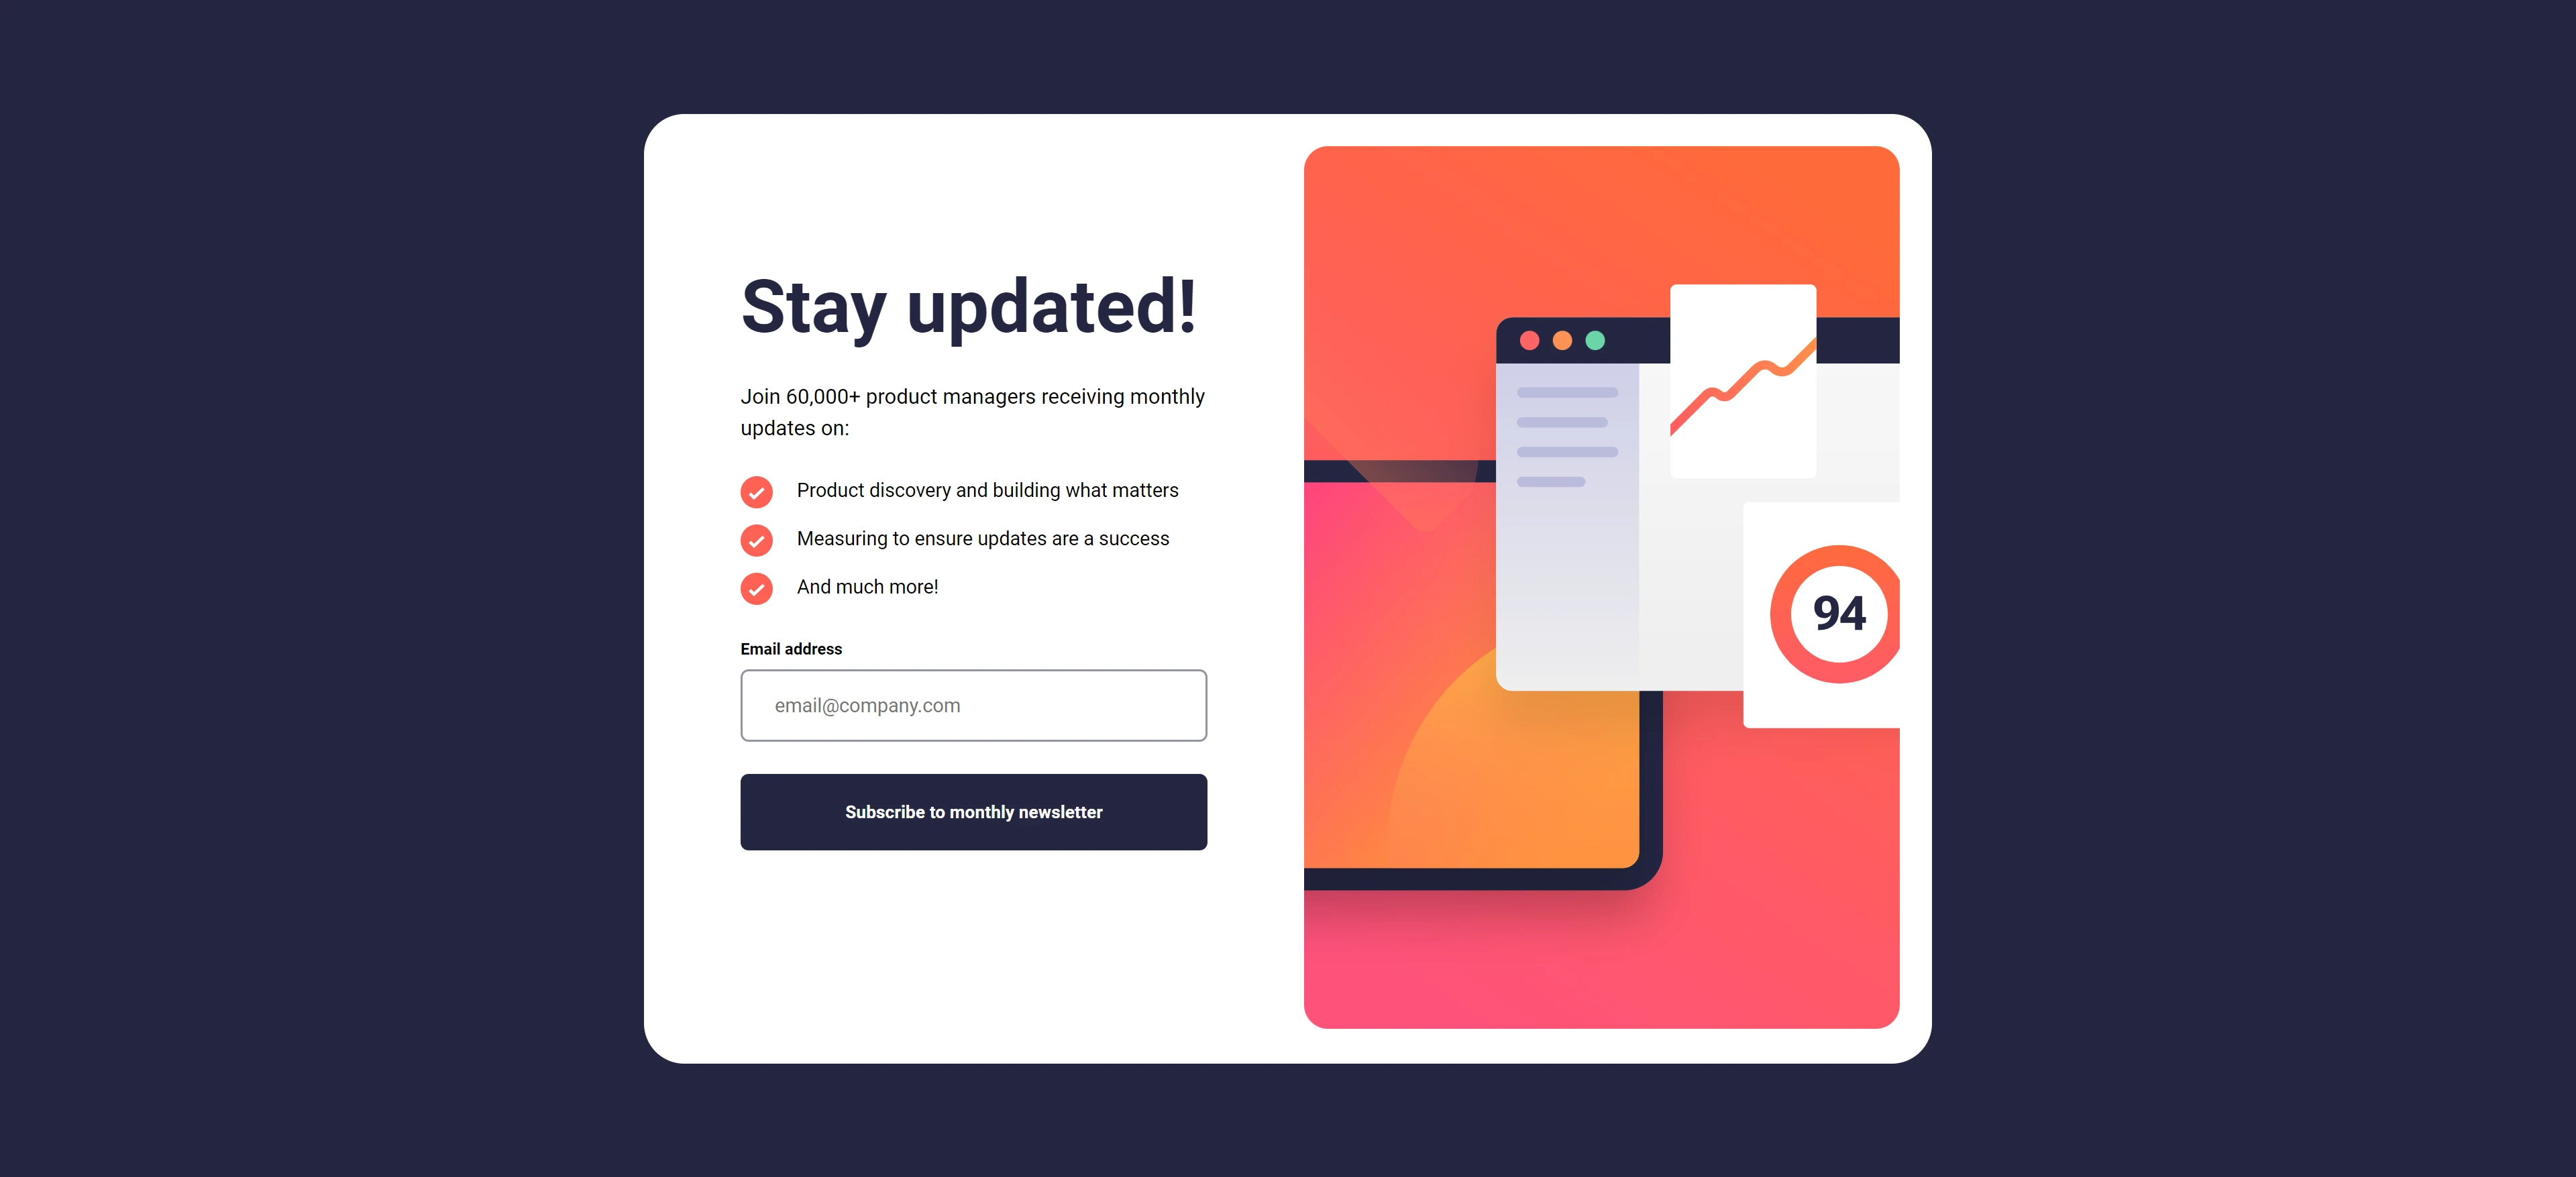 Stay updated!
Join 60,000+ product managers receiving monthly
updates on:
Product discovery and building what matters
Measuring to ensure updates are a success
And much more!
Email address
email@company.com
Subscribe to monthly newsletter
94